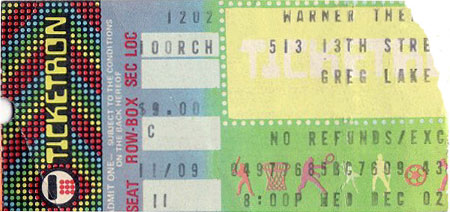 TICKETRON
ADMIT ONE — SUBJECT TO THE CONDITIONS
ON THE BACK HEREOF
SEAT ROW-BOX SEC LOC
1202
100RCH
$9.00
C
11/09
11
WARNER THE
513 13TH STRE
TICKETRON
GREG LAKE
NO REFUNDS/EXC
8:00P WED DEC 02